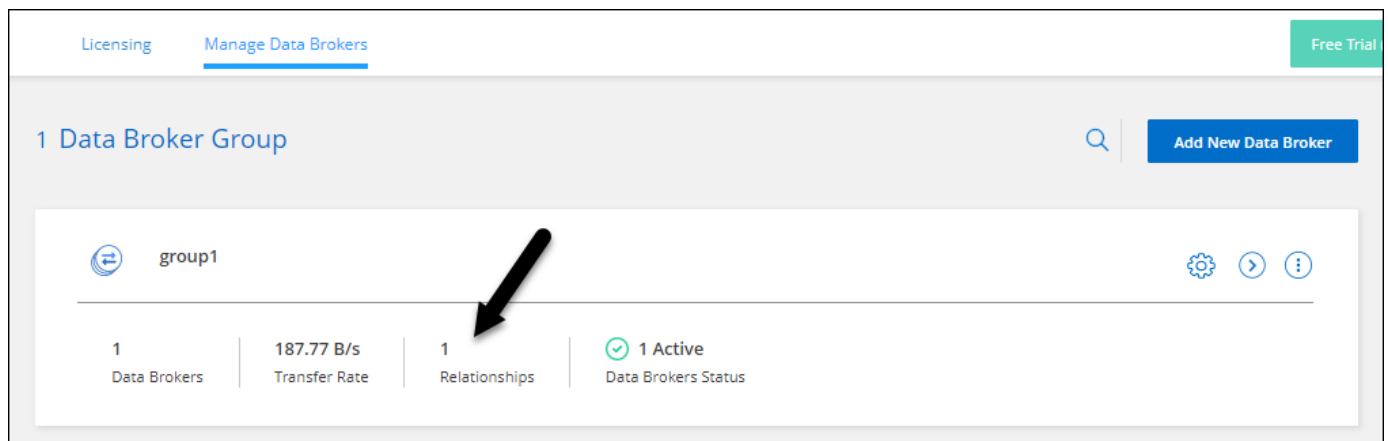 Licensing Manage Data Brokers Free Trial
1 Data Broker Group Add New Data Broker
group1
1 187.77 B/s 1 1 Active
Data Brokers Transfer Rate Relationships Data Brokers Status